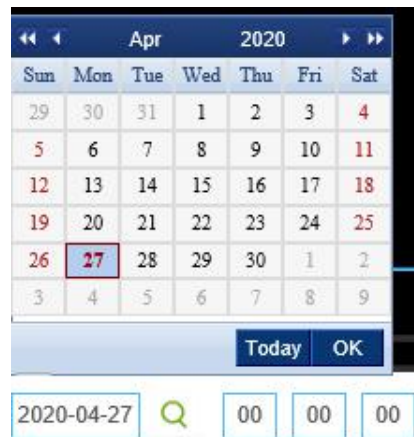 Apr 2020
Sun Mon Tue Wed Thu Fri Sat
29 30 31 1 2 3 4
5 6 7 8 9 10 11
12 13 14 15 16 17 18
19 20 21 22 23 24 25
26 27 28 29 30 1 2
3 4 5 6 7 8 9
Today OK
2020-04-27 00 00 00